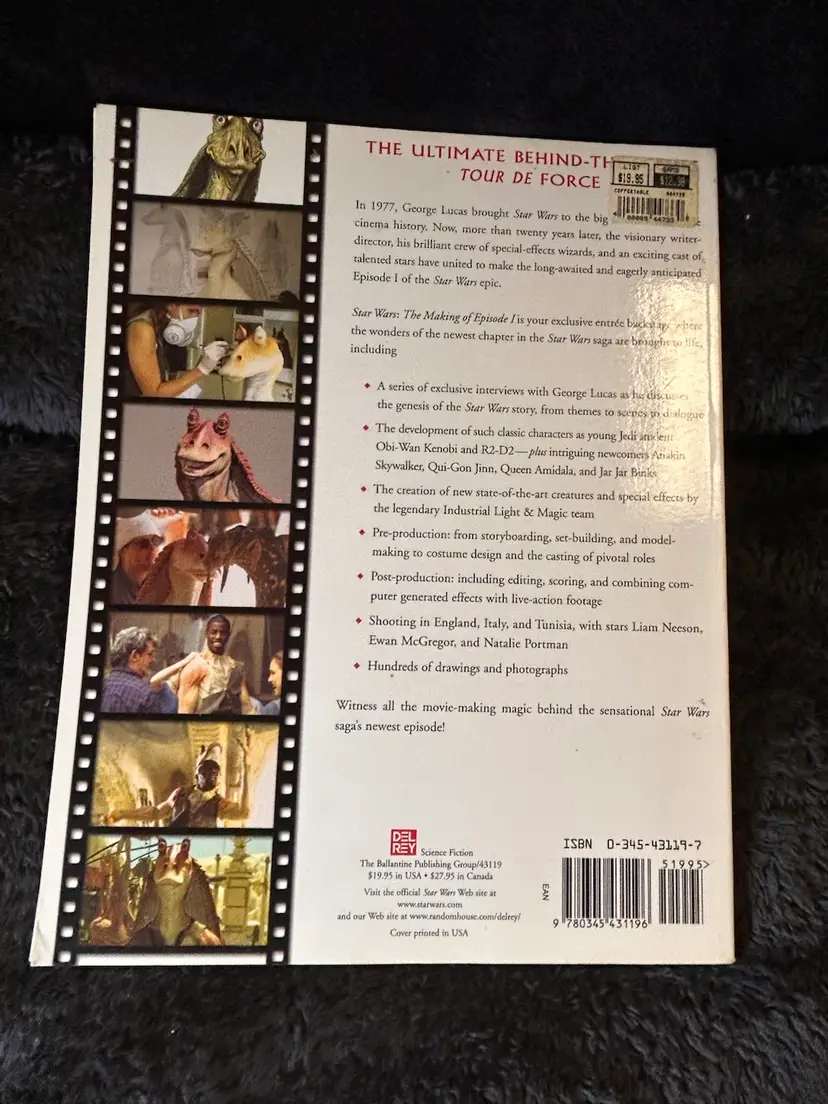 THE ULTIMATE BEHIND-TH
TOUR DE FORCE
LIST
$19.95
COFFEETABLE
In 1977, George Lucas brought Star Wars to the big
cinema history. Now, more than twenty years later, the visionary writer-
director, his brilliant crew of special-effects wizards, and an exciting cast of
talented stars have united to make the long-awaited and eagerly anticipated
Episode I of the Star Wars epic.
Star Wars: The Making of Episode I is your exclusive entrée backstage where
the wonders of the newest chapter in the Star Wars saga are brought to life,
including
◆ A series of exclusive interviews with George Lucas as he discusses
the genesis of the Star Wars story, from themes to scenes to dialogue
◆ The development of such classic characters as young Jedi student
Obi-Wan Kenobi and R2-D2—plus intriguing newcomers Anakin
Skywalker, Qui-Gon Jinn, Queen Amidala, and Jar Jar Binks
◆ The creation of new state-of-the-art creatures and special effects by
the legendary Industrial Light & Magic team
◆ Pre-production: from storyboarding, set-building, and model-
making to costume design and the casting of pivotal roles
◆ Post-production: including editing, scoring, and combining com-
puter generated effects with live-action footage
◆ Shooting in England, Italy, and Tunisia, with stars Liam Neeson,
Ewan McGregor, and Natalie Portman
◆ Hundreds of drawings and photographs
Witness all the movie-making magic behind the sensational Star Wars
saga's newest episode!
DEL
REY
Science Fiction
The Ballantine Publishing Group/43119
$19.95 in USA • $27.95 in Canada
Visit the official Star Wars Web site at
www.starwars.com
and our Web site at www.randomhouse.com/delrey/
Cover printed in USA
ISBN 0-345-43119-7
51995>
EAN
9 780345 431196